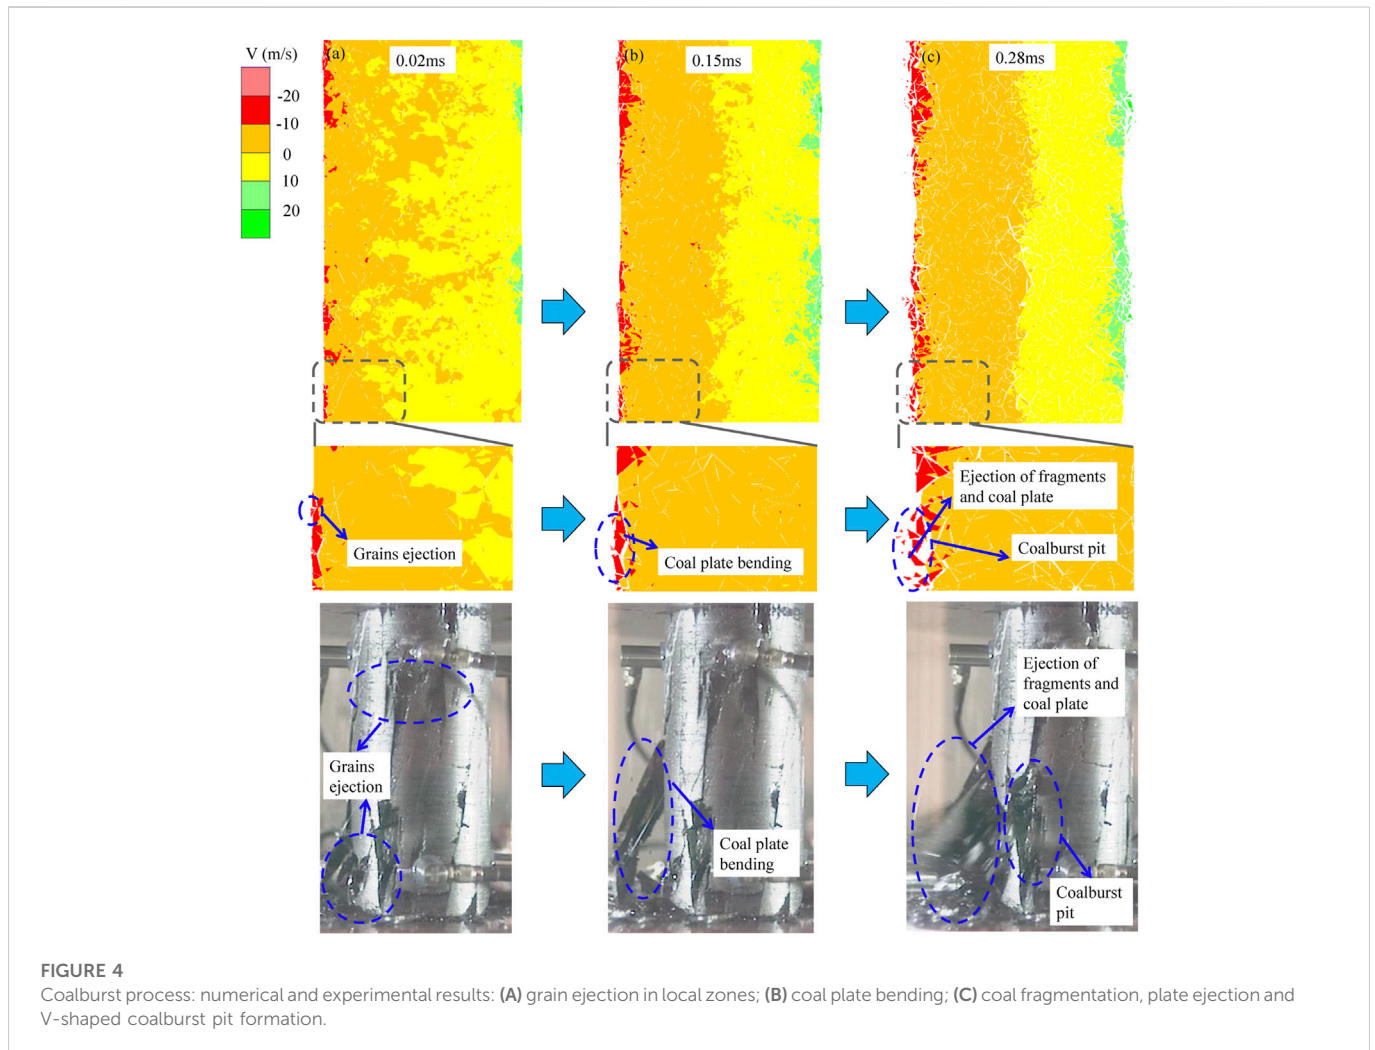 V (m/s)
-20
-10
0
10
20
(a)
0.02ms
(b)
0.15ms
(c)
0.28ms
Grains ejection
Coal plate bending
Ejection of fragments
and coal plate
Coalburst pit
Grains
ejection
Coal plate
bending
Ejection of
fragments and
coal plate
Coalburst
pit
FIGURE 4
Coalburst process: numerical and experimental results: (A) grain ejection in local zones; (B) coal plate bending; (C) coal fragmentation, plate ejection and
V-shaped coalburst pit formation.